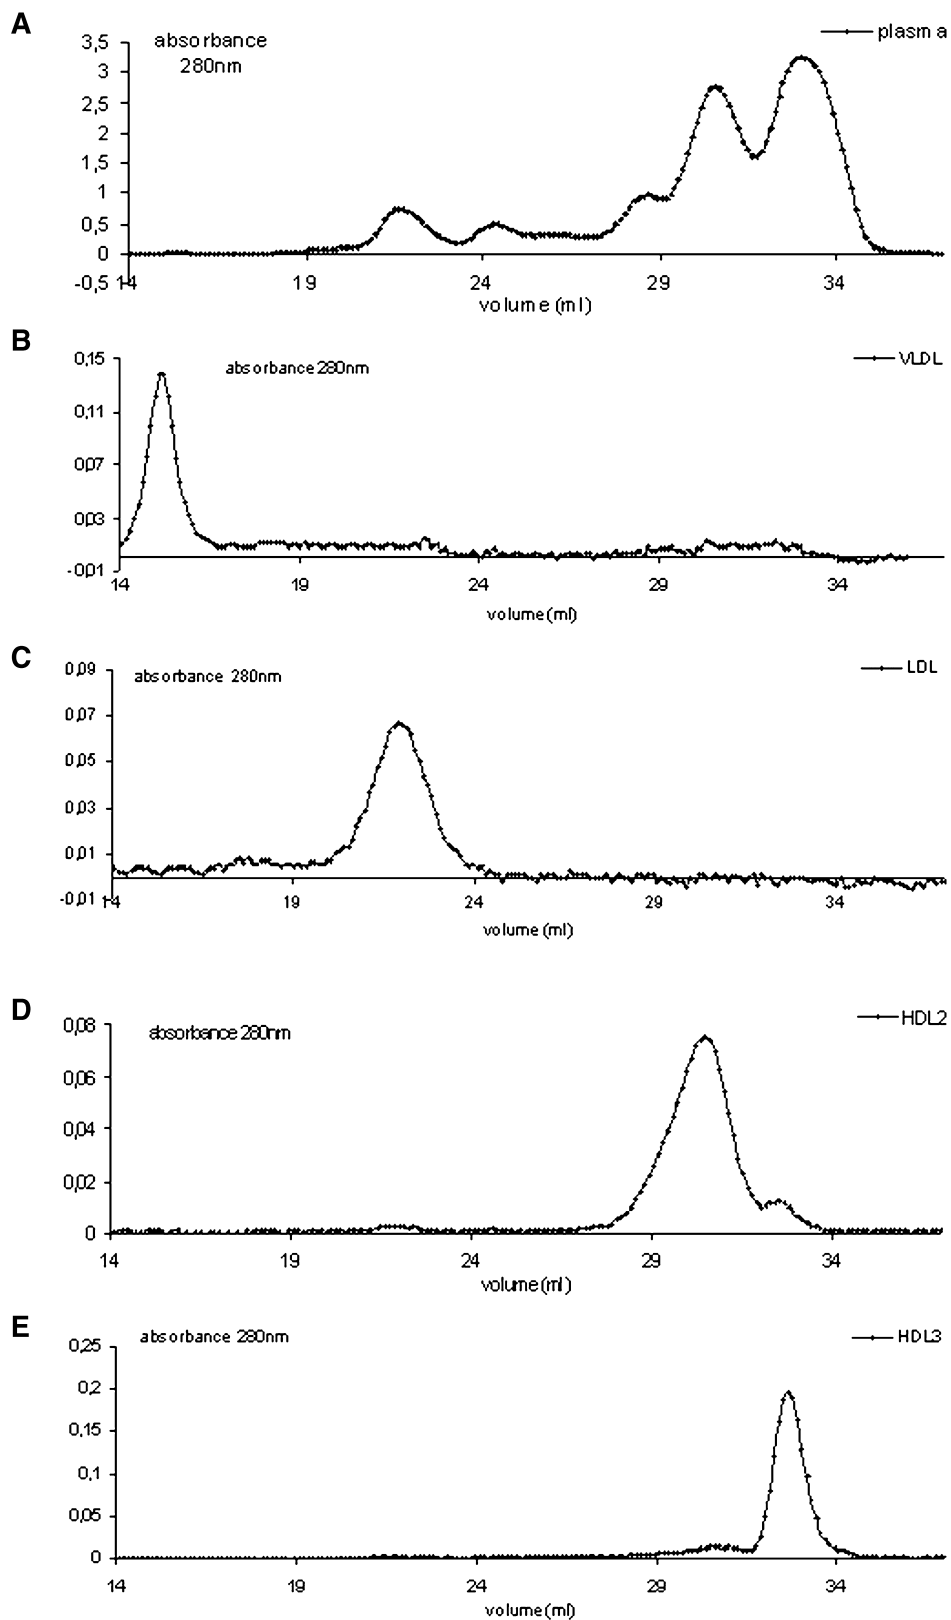 A
absorbance
280nm
plasma
3,5
3
2,5
2
1,5
1
0,5
0
-0,5
14 19 24 29 34
volume (ml)
B
absorbance 280nm
VLDL
0,15
0,11
0,07
0,03
-0,01
14 19 24 29 34
volume (ml)
C
absorbance 280nm
LDL
0,09
0,07
0,05
0,03
0,01
-0,01
14 19 24 29 34
volume (ml)
D
absorbance 280nm
HDL2
0,08
0,06
0,04
0,02
0
14 19 24 29 34
volume (ml)
E
absorbance 280nm
HDL3
0,25
0,2
0,15
0,1
0,05
0
14 19 24 29 34
volume (ml)